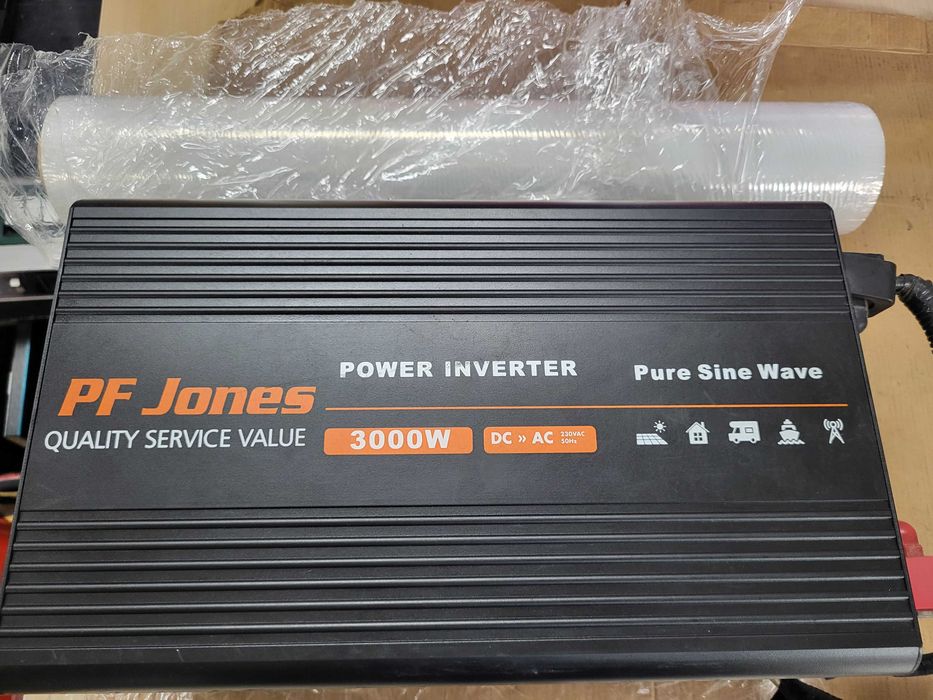 POWER INVERTER
Pure Sine Wave
PF Jones
QUALITY SERVICE VALUE
3000W
DC » AC 230VAC
50Hz